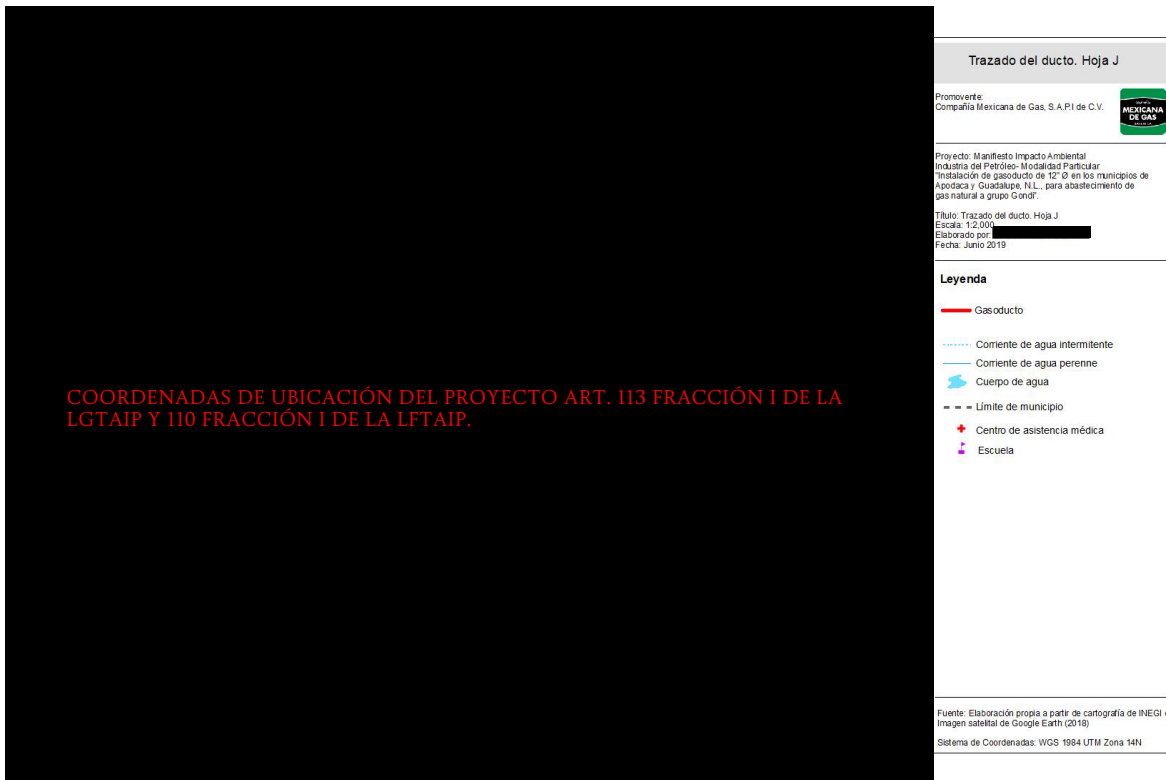 COORDENADAS DE UBICACIÓN DEL PROYECTO ART. 113 FRACCIÓN I DE LA
LGTAIP Y 110 FRACCIÓN I DE LA LFTAIP.
Trazado del ducto. Hoja J
Promovente:
Compañía Mexicana de Gas, S.A.P.I de C.V.
MEXICANA
DE GAS
Proyecto: Manifiesto Impacto Ambiental
Industria del Petróleo- Modalidad Particular
"Instalación de gasoducto de 12" Ø en los municipios de
Apodaca y Guadalupe, N.L., para abastecimiento de
gas natural a grupo Gondi".
Título: Trazado del ducto. Hoja J
Escala: 1:2,000
Elaborado por:
Fecha: Junio 2019
Leyenda
Gasoducto
Corriente de agua intermitente
Corriente de agua perenne
Cuerpo de agua
Límite de municipio
Centro de asistencia médica
Escuela
Fuente: Elaboración propia a partir de cartografía de INEGI
Imagen satelital de Google Earth (2018)
Sistema de Coordenadas: WGS 1984 UTM Zona 14N